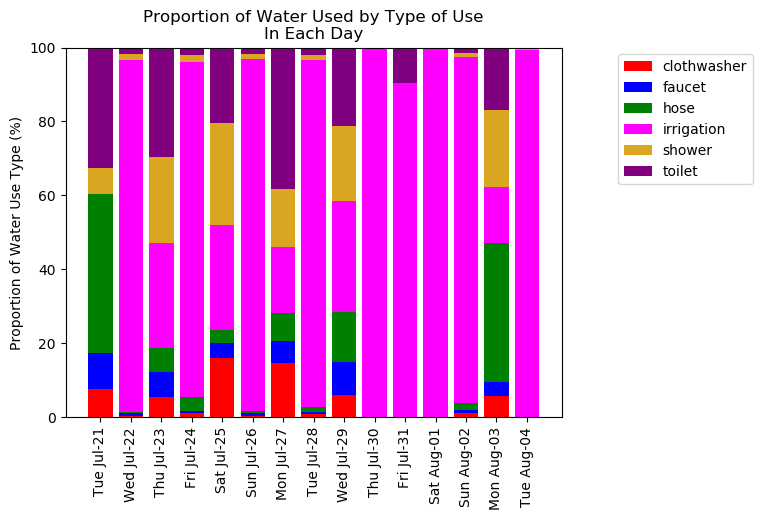 Proportion of Water Used by Type of Use
In Each Day
Proportion of Water Use Type (%)
100
80
60
40
20
0
Tue Jul-21
Wed Jul-22
Thu Jul-23
Fri Jul-24
Sat Jul-25
Sun Jul-26
Mon Jul-27
Tue Jul-28
Wed Jul-29
Thu Jul-30
Fri Jul-31
Sat Aug-01
Sun Aug-02
Mon Aug-03
Tue Aug-04
clothwasher
faucet
hose
irrigation
shower
toilet